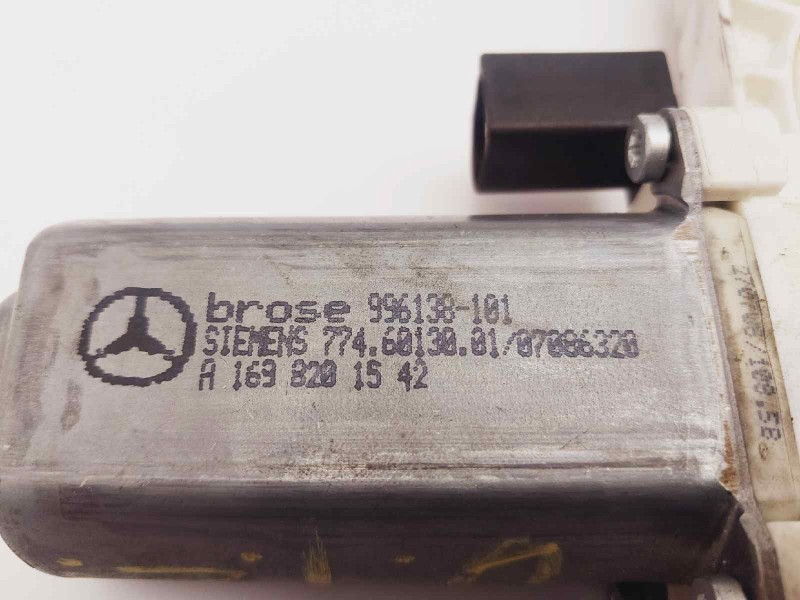 brose 996138-101
SIEMENS 774.60130.01/07086320
A 169 820 15 42